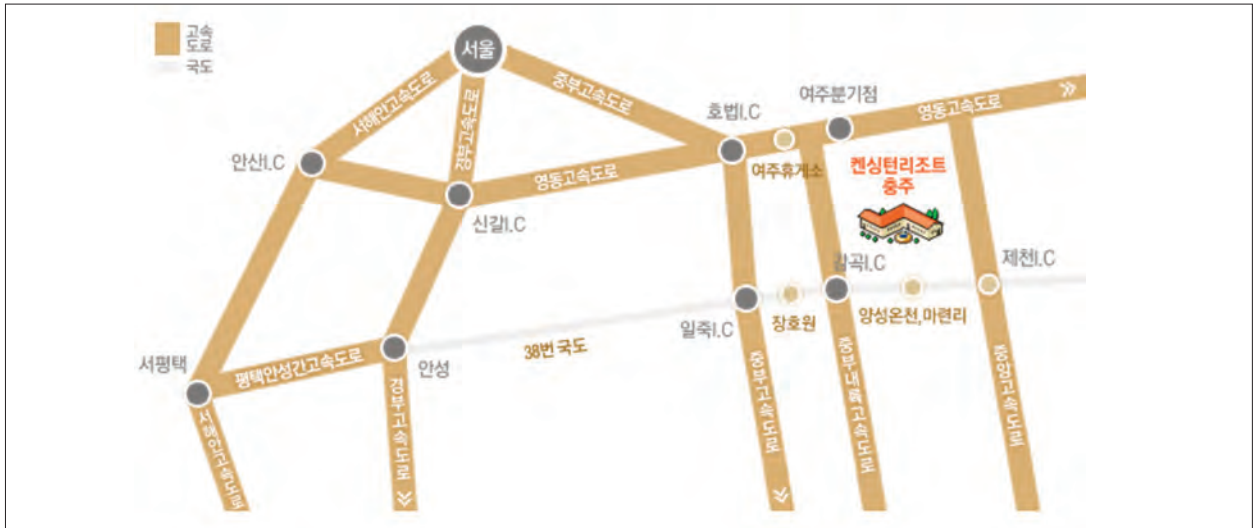 고속
도로
국도
서울
서해안고속도로
경부고속도로
중부고속도로
안산I.C
신갈I.C
영동고속도로
호법I.C
여주휴게소
여주분기점
영동고속도로
켄싱턴리조트
충주
서평택
평택안성간고속도로
안성
38번 국도
일죽I.C
장호원
감곡I.C
양성온천,마련리
제천I.C
서해안고속도로
경부고속도로
중부고속도로
중부내륙고속도로
중앙고속도로